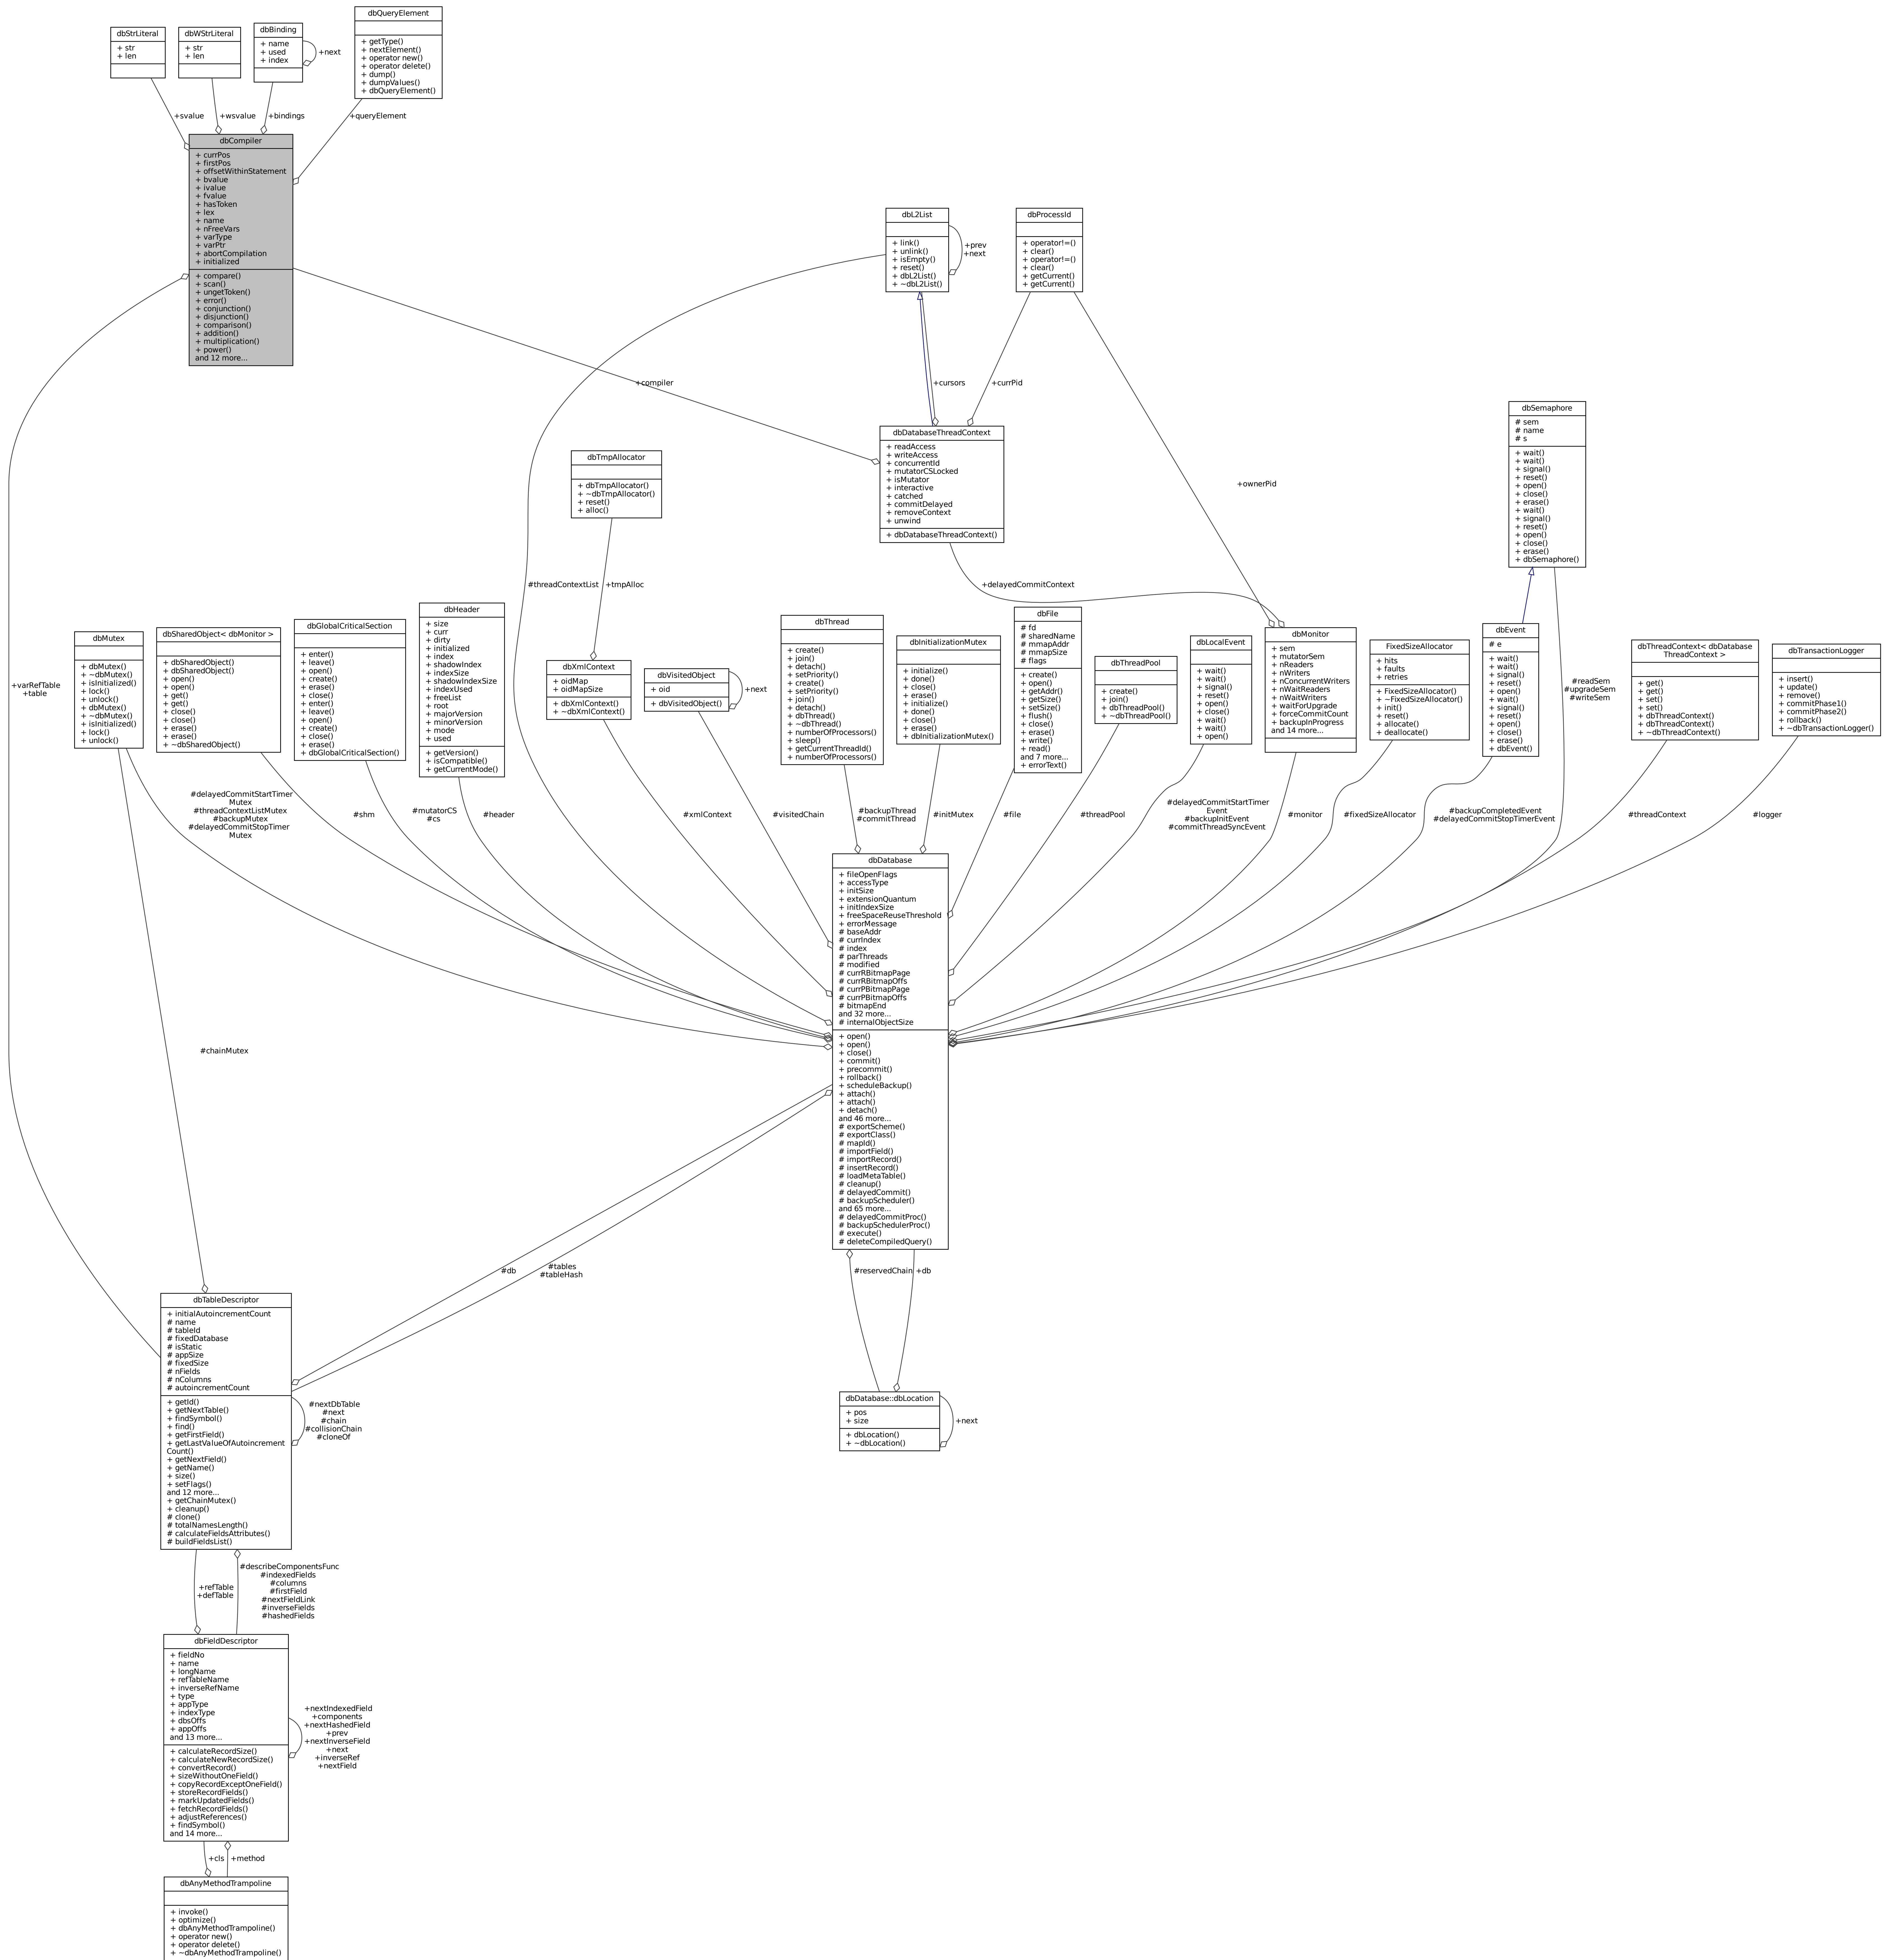 dbStrLiteral
+ str
+ len
dbWStrLiteral
+ str
+ len
dbBinding
+ name
+ used
+ index
+next
dbQueryElement
+ getType()
+ nextElement()
+ operator new()
+ operator delete()
+ dump()
+ dumpValues()
+ dbQueryElement()
+svalue
+wsvalue
+bindings
+queryElement
dbCompiler
+ currPos
+ firstPos
+ offsetWithinStatement
+ bvalue
+ ivalue
+ fvalue
+ hasToken
+ lex
+ name
+ nFreeVars
+ varType
+ varPtr
+ abortCompilation
+ initialized
+ compare()
+ scan()
+ ungetToken()
+ error()
+ conjunction()
+ disjunction()
+ comparison()
+ addition()
+ multiplication()
+ power()
and 12 more...
dbL2List
+ link()
+ unlink()
+ isEmpty()
+ reset()
+ dbL2List()
+ ~dbL2List()
+prev
+next
dbProcessId
+ operator!=()
+ clear()
+ operator!=()
+ clear()
+ getCurrent()
+ getCurrent()
+compiler
+cursors
+currPid
dbDatabaseThreadContext
+ readAccess
+ writeAccess
+ concurrentId
+ mutatorCSLocked
+ isMutator
+ interactive
+ catched
+ commitDelayed
+ removeContext
+ unwind
+ dbDatabaseThreadContext()
+ownerPid
dbSemaphore
# sem
# name
# s
+ wait()
+ wait()
+ signal()
+ reset()
+ open()
+ close()
+ erase()
+ wait()
+ signal()
+ reset()
+ open()
+ close()
+ erase()
+ dbSemaphore()
dbTmpAllocator
+ dbTmpAllocator()
+ ~dbTmpAllocator()
+ reset()
+ alloc()
#threadContextList
+tmpAlloc
+delayedCommitContext
+varRefTable
+table
dbMutex
+ dbMutex()
+ ~dbMutex()
+ isInitialized()
+ lock()
+ unlock()
+ dbMutex()
+ ~dbMutex()
+ isInitialized()
+ lock()
+ unlock()
dbSharedObject< dbMonitor >
+ dbSharedObject()
+ dbSharedObject()
+ open()
+ open()
+ get()
+ get()
+ close()
+ close()
+ erase()
+ erase()
+ ~dbSharedObject()
dbGlobalCriticalSection
+ enter()
+ leave()
+ open()
+ create()
+ erase()
+ close()
+ enter()
+ leave()
+ open()
+ create()
+ close()
+ erase()
+ dbGlobalCriticalSection()
dbHeader
+ size
+ curr
+ dirty
+ initialized
+ index
+ shadowIndex
+ indexSize
+ shadowIndexSize
+ indexUsed
+ freeList
+ root
+ majorVersion
+ minorVersion
+ mode
+ used
+ getVersion()
+ isCompatible()
+ getCurrentMode()
dbXmlContext
+ oidMap
+ oidMapSize
+ dbXmlContext()
+ ~dbXmlContext()
dbVisitedObject
+ oid
+ dbVisitedObject()
+next
dbThread
+ create()
+ join()
+ detach()
+ setPriority()
+ create()
+ setPriority()
+ join()
+ detach()
+ dbThread()
+ ~dbThread()
+ numberOfProcessors()
+ sleep()
+ getCurrentThreadId()
+ numberOfProcessors()
dbInitializationMutex
+ initialize()
+ done()
+ close()
+ erase()
+ initialize()
+ done()
+ close()
+ erase()
+ dbInitializationMutex()
dbFile
# fd
# sharedName
# mmapAddr
# mmapSize
# flags
+ create()
+ open()
+ getAddr()
+ getSize()
+ setSize()
+ flush()
+ close()
+ erase()
+ write()
+ read()
and 7 more...
+ errorText()
dbThreadPool
+ create()
+ join()
+ dbThreadPool()
+ ~dbThreadPool()
dbLocalEvent
+ wait()
+ wait()
+ signal()
+ reset()
+ open()
+ close()
+ wait()
+ wait()
+ open()
dbMonitor
+ sem
+ mutatorSem
+ nReaders
+ nWriters
+ nConcurrentWriters
+ nWaitReaders
+ nWaitWriters
+ waitForUpgrade
+ forceCommitCount
+ backupInProgress
and 14 more...
FixedSizeAllocator
+ hits
+ faults
+ retries
+ FixedSizeAllocator()
+ ~FixedSizeAllocator()
+ init()
+ reset()
+ allocate()
+ deallocate()
dbEvent
# e
+ wait()
+ wait()
+ signal()
+ reset()
+ open()
+ wait()
+ signal()
+ reset()
+ open()
+ close()
+ erase()
+ dbEvent()
#readSem
#upgradeSem
#writeSem
dbThreadContext< dbDatabase
ThreadContext >
+ get()
+ get()
+ set()
+ set()
+ dbThreadContext()
+ dbThreadContext()
+ ~dbThreadContext()
dbTransactionLogger
+ insert()
+ update()
+ remove()
+ commitPhase1()
+ commitPhase2()
+ rollback()
+ ~dbTransactionLogger()
#delayedCommitStartTimer
Mutex
#threadContextListMutex
#backupMutex
#delayedCommitStopTimer
Mutex
#shm
#mutatorCS
#cs
#header
#xmlContext
#visitedChain
#backupThread
#commitThread
#initMutex
#file
#threadPool
#delayedCommitStartTimer
Event
#backupInitEvent
#commitThreadSyncEvent
#monitor
#fixedSizeAllocator
#backupCompletedEvent
#delayedCommitStopTimerEvent
#threadContext
#logger
dbDatabase
+ fileOpenFlags
+ accessType
+ initSize
+ extensionQuantum
+ initIndexSize
+ freeSpaceReuseThreshold
+ errorMessage
# baseAddr
# currIndex
# index
# parThreads
# modified
# currRBitmapPage
# currRBitmapOffs
# currPBitmapPage
# currPBitmapOffs
# bitmapEnd
and 32 more...
# internalObjectSize
+ open()
+ open()
+ close()
+ commit()
+ precommit()
+ rollback()
+ scheduleBackup()
+ attach()
+ attach()
+ detach()
and 46 more...
# exportScheme()
# exportClass()
# mapId()
# importField()
# importRecord()
# insertRecord()
# loadMetaTable()
# cleanup()
# delayedCommit()
# backupScheduler()
and 65 more...
# delayedCommitProc()
# backupSchedulerProc()
# execute()
# deleteCompiledQuery()
#chainMutex
#db
#tables
#tableHash
#reservedChain
+db
dbTableDescriptor
+ initialAutoincrementCount
# name
# tableId
# fixedDatabase
# isStatic
# appSize
# fixedSize
# nFields
# nColumns
# autoincrementCount
+ getId()
+ getNextTable()
+ findSymbol()
+ find()
+ getFirstField()
+ getLastValueOfAutoincrement
Count()
+ getNextField()
+ getName()
+ size()
+ setFlags()
and 12 more...
+ getChainMutex()
+ cleanup()
# clone()
# totalNamesLength()
# calculateFieldsAttributes()
# buildFieldsList()
#nextDbTable
#next
#chain
#collisionChain
#cloneOf
dbDatabase::dbLocation
+ pos
+ size
+ dbLocation()
+ ~dbLocation()
+next
+refTable
+defTable
#describeComponentsFunc
#indexedFields
#columns
#firstField
#nextFieldLink
#inverseFields
#hashedFields
dbFieldDescriptor
+ fieldNo
+ name
+ longName
+ refTableName
+ inverseRefName
+ type
+ appType
+ indexType
+ dbsOffs
+ appOffs
and 13 more...
+ calculateRecordSize()
+ calculateNewRecordSize()
+ convertRecord()
+ sizeWithoutOneField()
+ copyRecordExceptOneField()
+ storeRecordFields()
+ markUpdatedFields()
+ fetchRecordFields()
+ adjustReferences()
+ findSymbol()
and 14 more...
+nextIndexedField
+components
+nextHashedField
+prev
+nextInverseField
+next
+inverseRef
+nextField
+cls
+method
dbAnyMethodTrampoline
+ invoke()
+ optimize()
+ dbAnyMethodTrampoline()
+ operator new()
+ operator delete()
+ ~dbAnyMethodTrampoline()